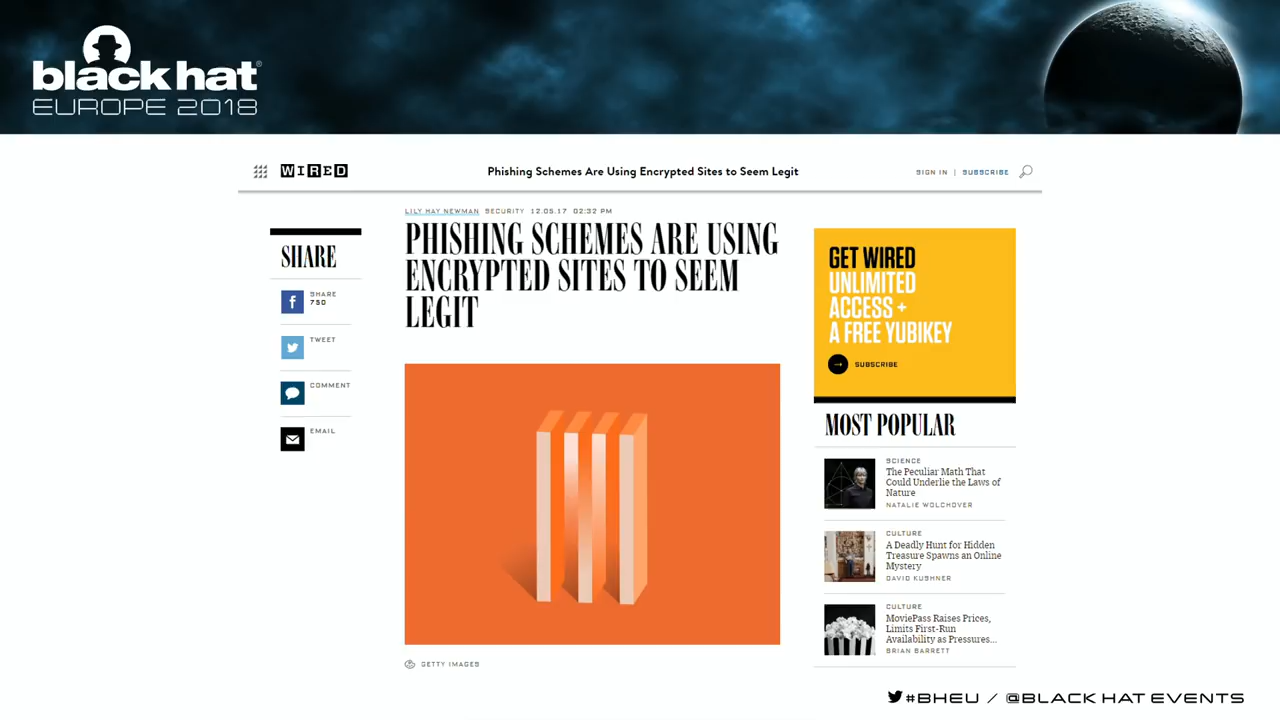 black hat®
EUROPE 2018
WIRED
Phishing Schemes Are Using Encrypted Sites to Seem Legit
SIGN IN | SUBSCRIBE
LILY HAY NEWMAN SECURITY 12.05.17 02:32 PM
PHISHING SCHEMES ARE USING
ENCRYPTED SITES TO SEEM
LEGIT
SHARE
SHARE
750
TWEET
COMMENT
EMAIL
GETTY IMAGES
GET WIRED
UNLIMITED
ACCESS +
A FREE YUBIKEY
SUBSCRIBE
MOST POPULAR
SCIENCE
The Peculiar Math That
Could Underlie the Laws of
Nature
NATALIE WOLCHOVER
CULTURE
A Deadly Hunt for Hidden
Treasure Spawns an Online
Mystery
DAVID KUSHNER
CULTURE
MoviePass Raises Prices,
Limits First-Run
Availability as Pressures...
BRIAN BARRETT
#BHEU / @BLACK HAT EVENTS